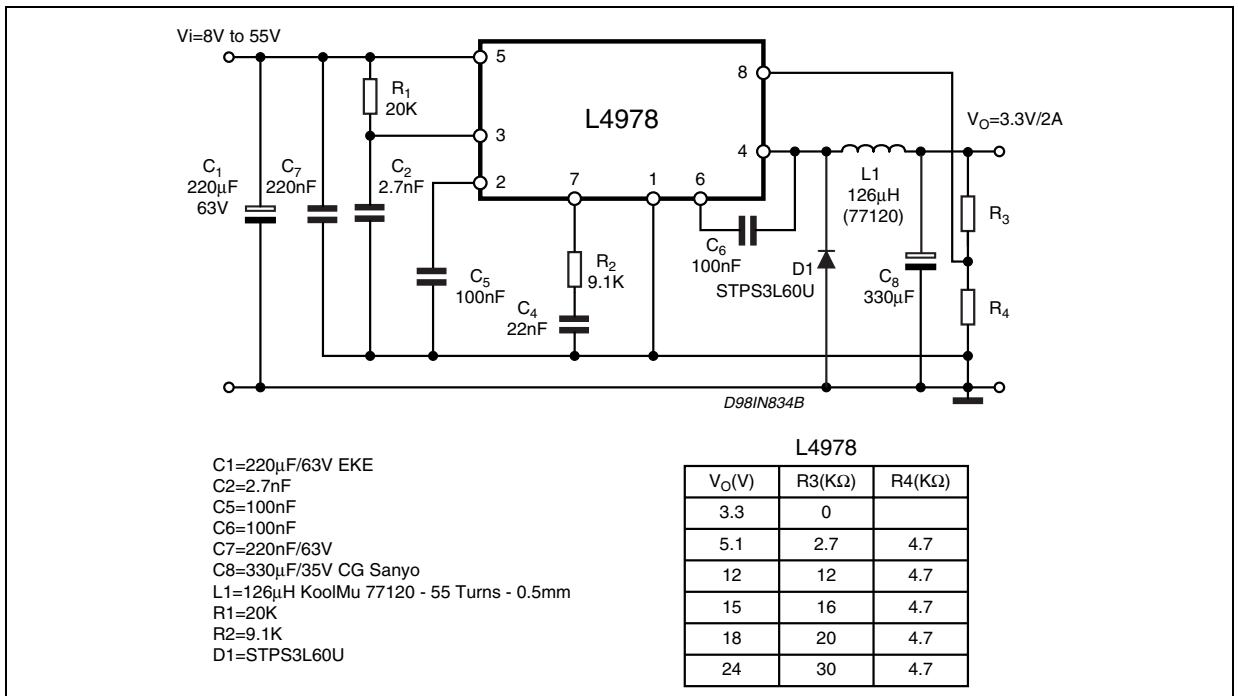 Vi=8V to 55V
5
8
R1
20K
L4978
VO=3.3V/2A
3
4
C1
220μF
63V
C7
220nF
C2
2.7nF
2
7
1
6
L1
126μH
(77120)
R3
C6
100nF
R2
9.1K
D1
STPS3L60U
C8
330μF
C5
100nF
C4
22nF
R4
D98IN834B
C1=220μF/63V EKE
C2=2.7nF
C5=100nF
C6=100nF
C7=220nF/63V
C8=330μF/35V CG Sanyo
L1=126μH KoolMu 77120 - 55 Turns - 0.5mm
R1=20K
R2=9.1K
D1=STPS3L60U
L4978
VO(V) R3(KΩ) R4(KΩ)
3.3 0
5.1 2.7 4.7
12 12 4.7
15 16 4.7
18 20 4.7
24 30 4.7